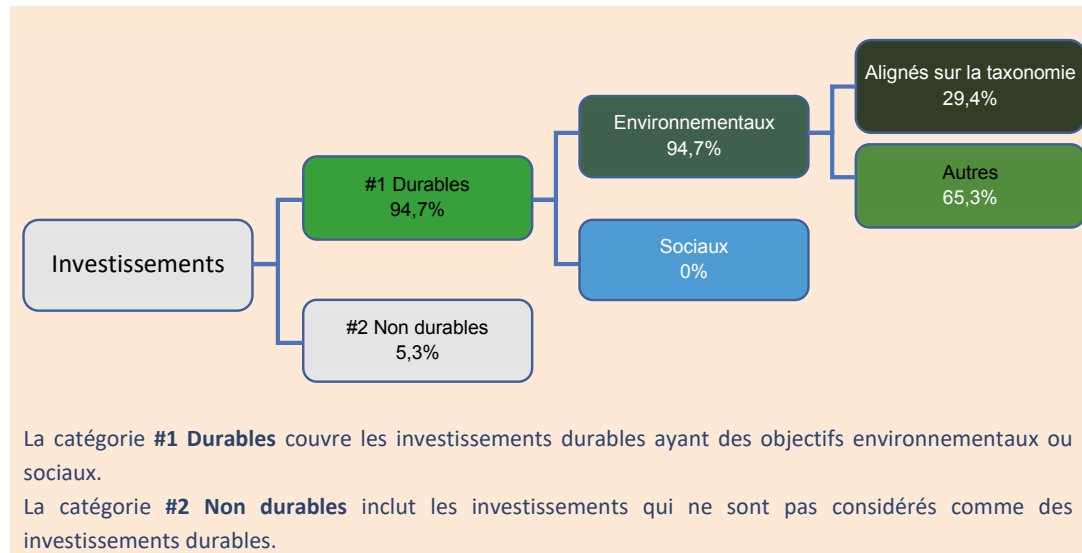 Investissements
#1 Durables
94,7%
#2 Non durables
5,3%
Environnementaux
94,7%
Sociaux
0%
Alignés sur la taxonomie
29,4%
Autres
65,3%
La catégorie #1 Durables couvre les investissements durables ayant des objectifs environnementaux ou
sociaux.
La catégorie #2 Non durables inclut les investissements qui ne sont pas considérés comme des
investissements durables.